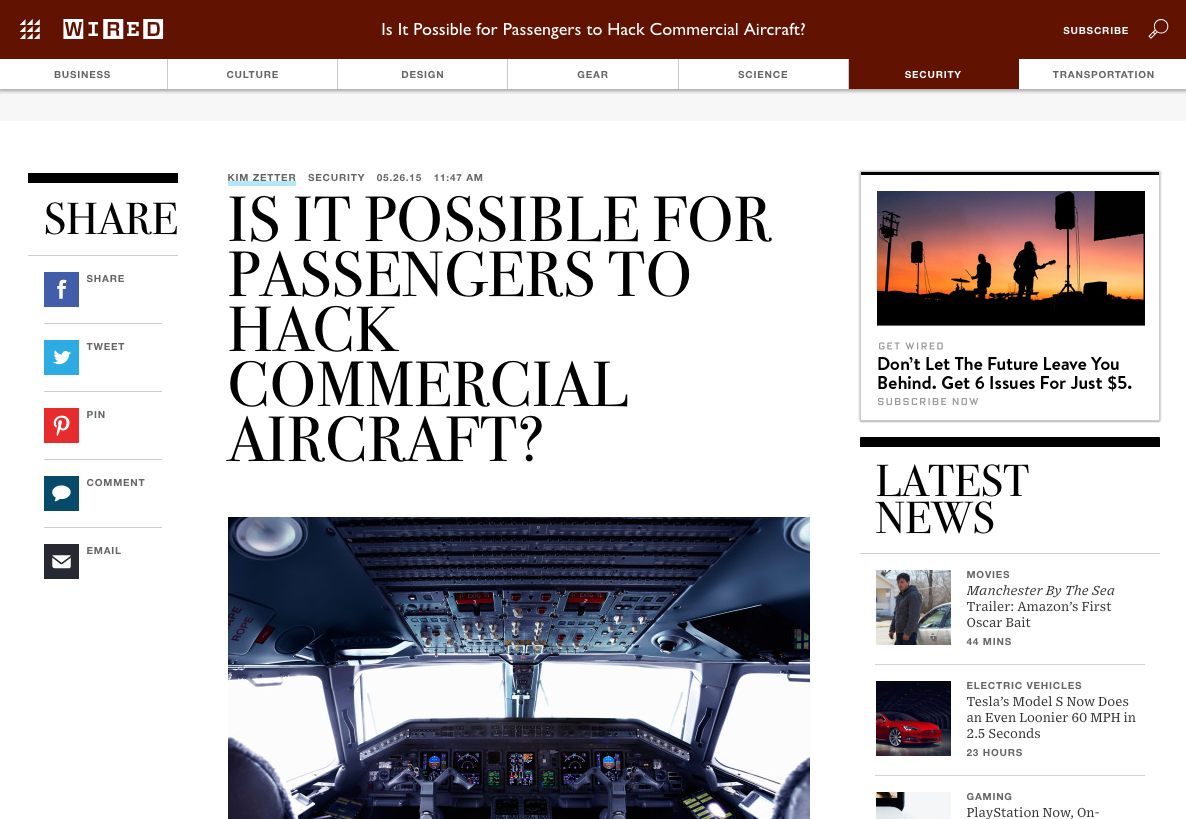 WIRED
Is It Possible for Passengers to Hack Commercial Aircraft?
SUBSCRIBE
BUSINESS
CULTURE
DESIGN
GEAR
SCIENCE
SECURITY
TRANSPORTATION
SHARE
SHARE
TWEET
PIN
COMMENT
EMAIL
KIM ZETTER SECURITY 05.26.15 11:47 AM
IS IT POSSIBLE FOR
PASSENGERS TO
HACK
COMMERCIAL
AIRCRAFT?
ESCAPE
ROPE
GET WIRED
Don’t Let The Future Leave You
Behind. Get 6 Issues For Just $5.
SUBSCRIBE NOW
LATEST
NEWS
MOVIES
Manchester By The Sea
Trailer: Amazon’s First
Oscar Bait
44 MINS
ELECTRIC VEHICLES
Tesla’s Model S Now Does
an Even Loonier 60 MPH in
2.5 Seconds
23 HOURS
GAMING
PlayStation Now, On-